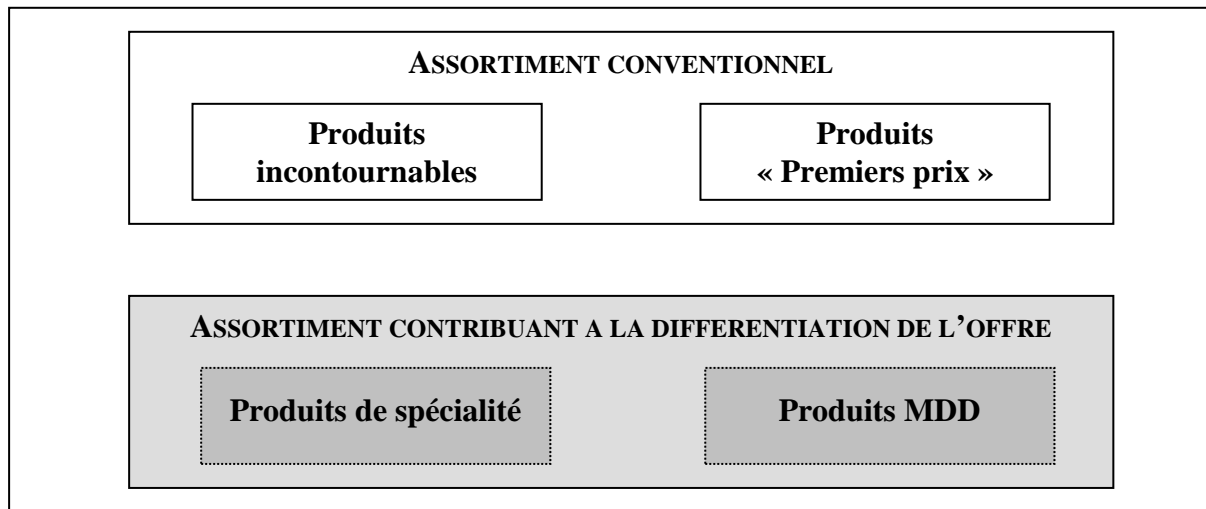 ASSORTIMENT CONVENTIONNEL
Produits
incontournables
Produits
« Premiers prix »
ASSORTIMENT CONTRIBUANT A LA DIFFERENTIATION DE L’OFFRE
Produits de spécialité
Produits MDD